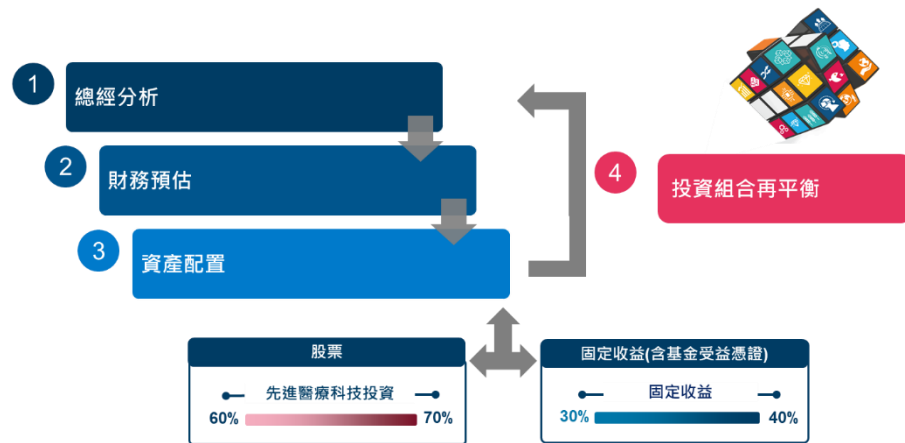 1
總經分析
2
財務預估
3
資產配置
4
投資組合再平衡
股票
先進醫療科技投資
60% 70%
固定收益(含基金受益憑證)
固定收益
30% 40%